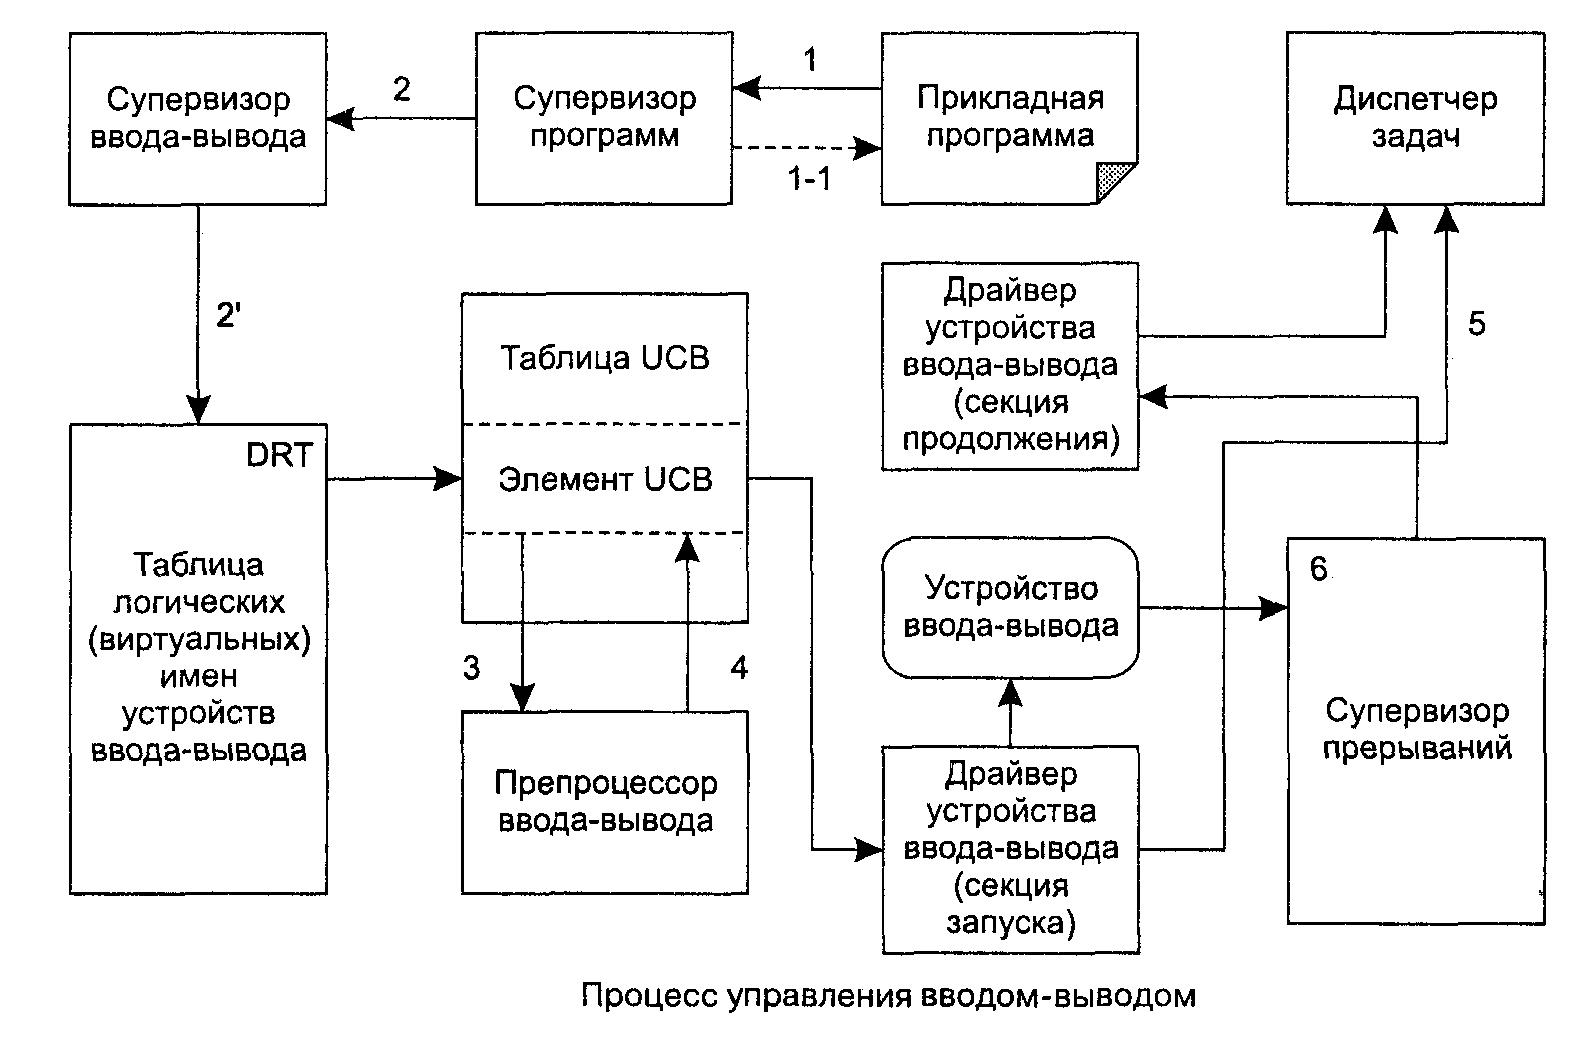 Супервизор
ввода-вывода
2
Супервизор
программ
1
1-1
Прикладная
программа
Диспетчер
задач
2'
Таблица UCB
Элемент UCB
Драйвер
устройства
ввода-вывода
(секция
продолжения)
5
DRT
Таблица
логических
(виртуальных)
имен
устройств
ввода-вывода
3
4
Препроцессор
ввода-вывода
Устройство
ввода-вывода
Драйвер
устройства
ввода-вывода
(секция
запуска)
6
Супервизор
прерываний
Процесс управления вводом-выводом